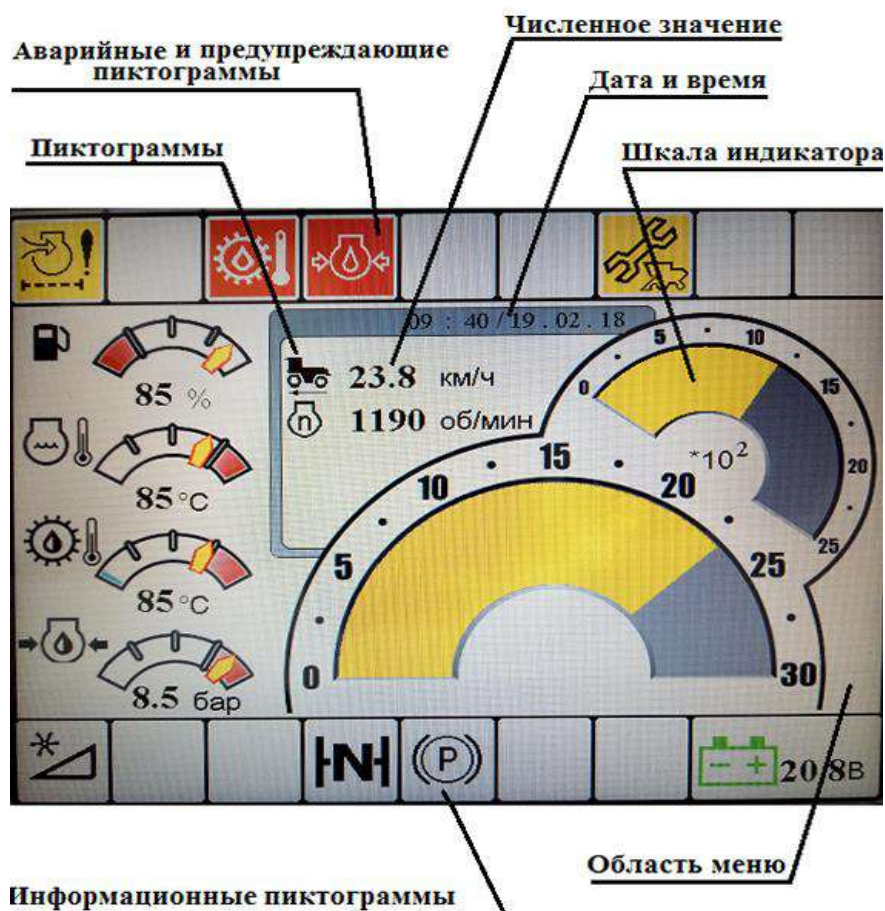 Численное значение
Аварийные и предупреждающие
пиктограммы
Дата и время
Пиктограммы
Шкала индикатора
09 : 40 / 19 . 02 . 18
23.8 км/ч
n 1190 об/мин
85 %
85 °C
85 °C
8.5 бар
0 5 10 15 20 25
*10²
0 5 10 15 20 25 30
N
(P)
- +
20.8В
Область меню
Информационные пиктограммы